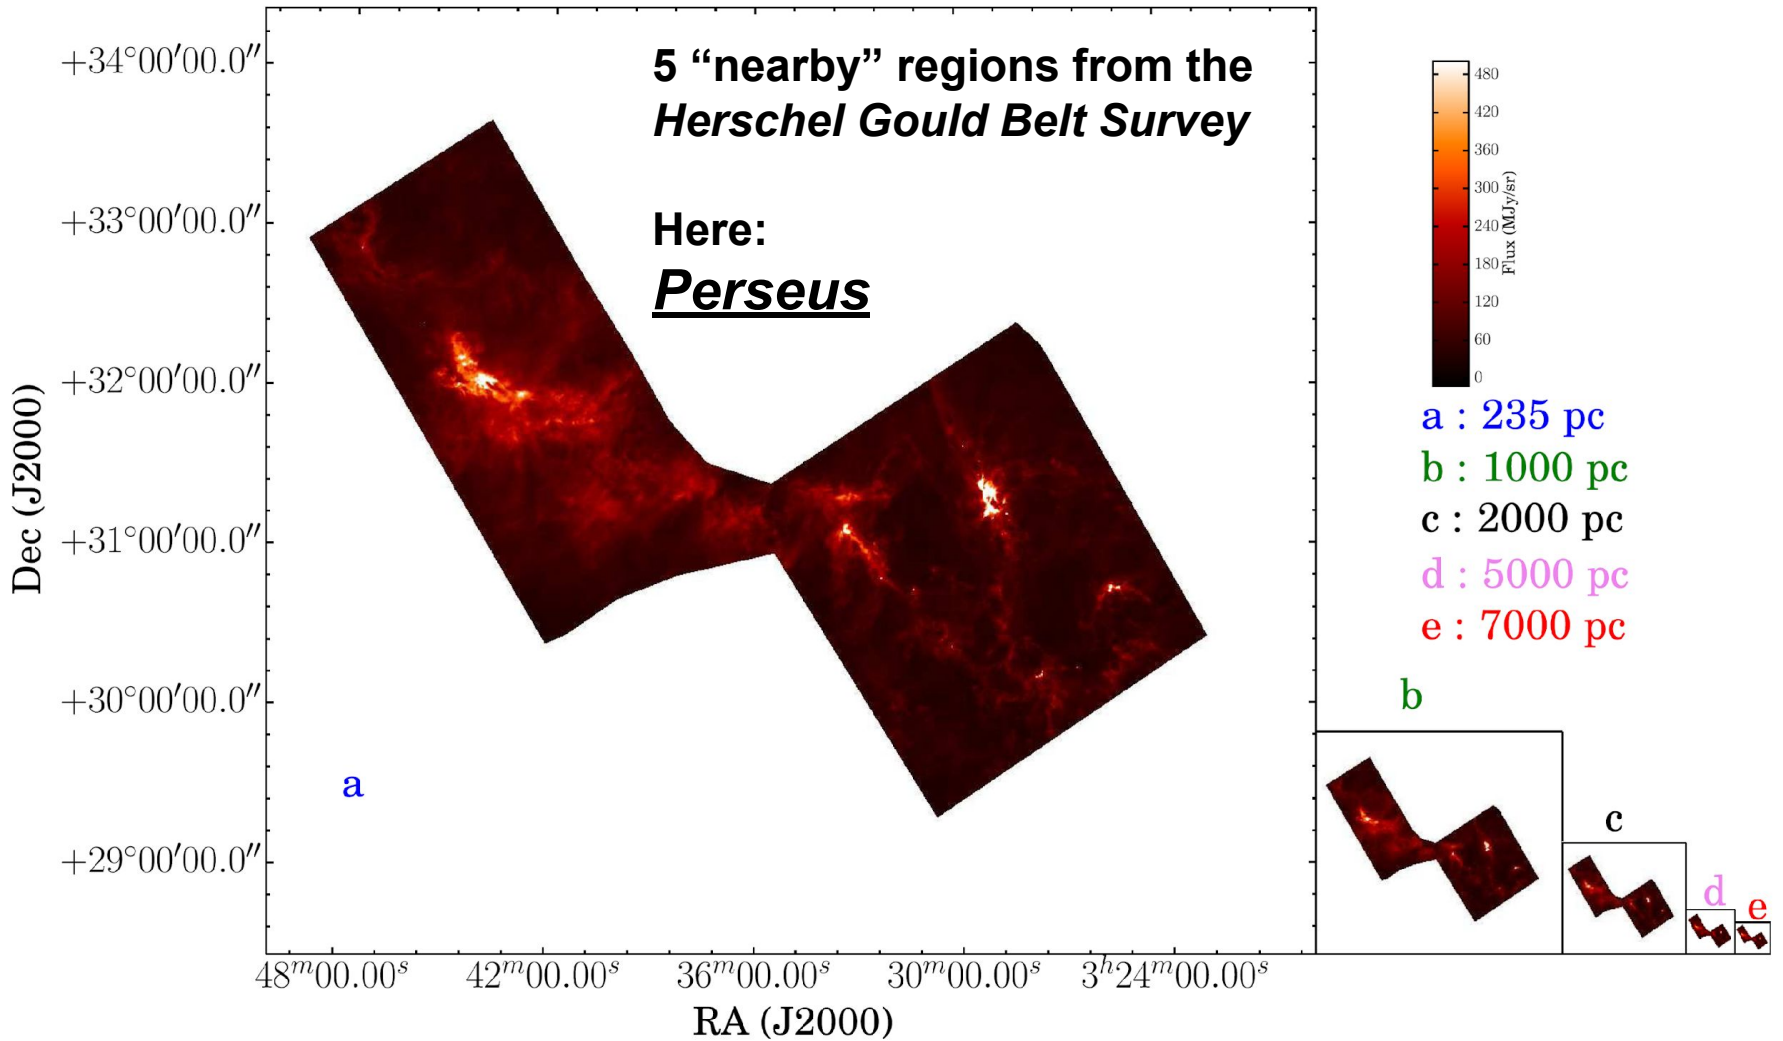 5 “nearby” regions from the
Herschel Gould Belt Survey
Here:
Perseus
+34°00′00.0″
+33°00′00.0″
+32°00′00.0″
+31°00′00.0″
+30°00′00.0″
+29°00′00.0″
Dec (J2000)
48ᵐ00.00ˢ
42ᵐ00.00ˢ
36ᵐ00.00ˢ
30ᵐ00.00ˢ
3ʰ24ᵐ00.00ˢ
RA (J2000)
a
480
420
360
300
240
180
120
60
0
Flux (MJy/sr)
a : 235 pc
b : 1000 pc
c : 2000 pc
d : 5000 pc
e : 7000 pc
b
c
d
e